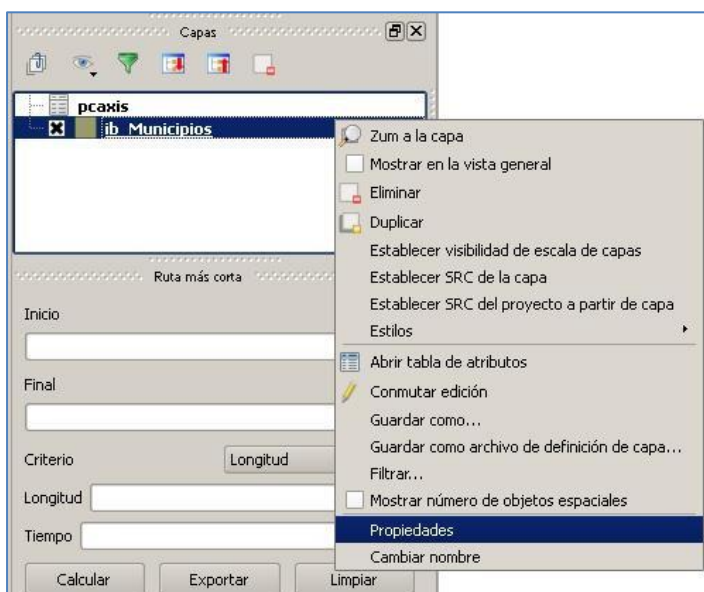 Capas
pcaxis
ib_Municipios
Zum a la capa
Mostrar en la vista general
Eliminar
Duplicar
Establecer visibilidad de escala de capas
Establecer SRC de la capa
Establecer SRC del proyecto a partir de capa
Estilos
Abrir tabla de atributos
Conmutar edición
Guardar como...
Guardar como archivo de definición de capa...
Filtrar...
Mostrar número de objetos espaciales
Propiedades
Cambiar nombre
Ruta más corta
Inicio
Final
Criterio
Longitud
Longitud
Tiempo
Calcular
Exportar
Limpiar